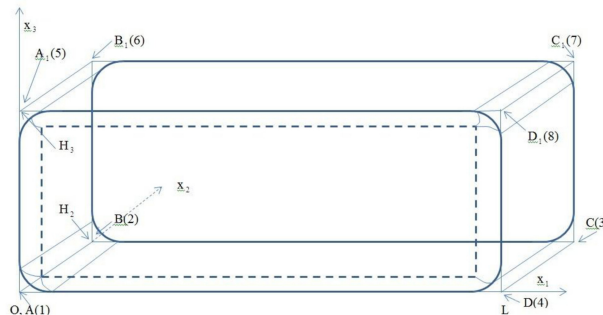 x3
B1(6)
C1(7)
A1(5)
D1(8)
H3
x2
H2
B(2)
C(3
x1
O, A(1)
L
D(4)